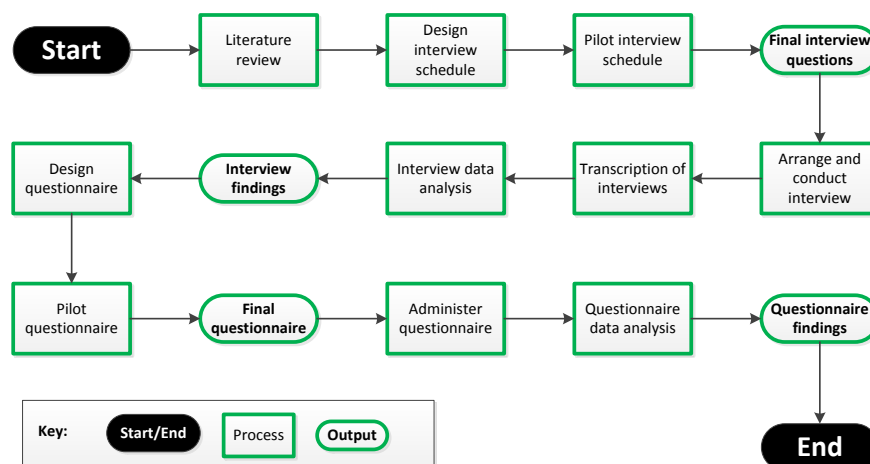 Start
Literature
review
Design
interview
schedule
Pilot interview
schedule
Final interview
questions
Arrange and
conduct
interview
Transcription of
interviews
Interview data
analysis
Interview
findings
Design
questionnaire
Pilot
questionnaire
Final
questionnaire
Administer
questionnaire
Questionnaire
data analysis
Questionnaire
findings
End
Key:
Start/End
Process
Output